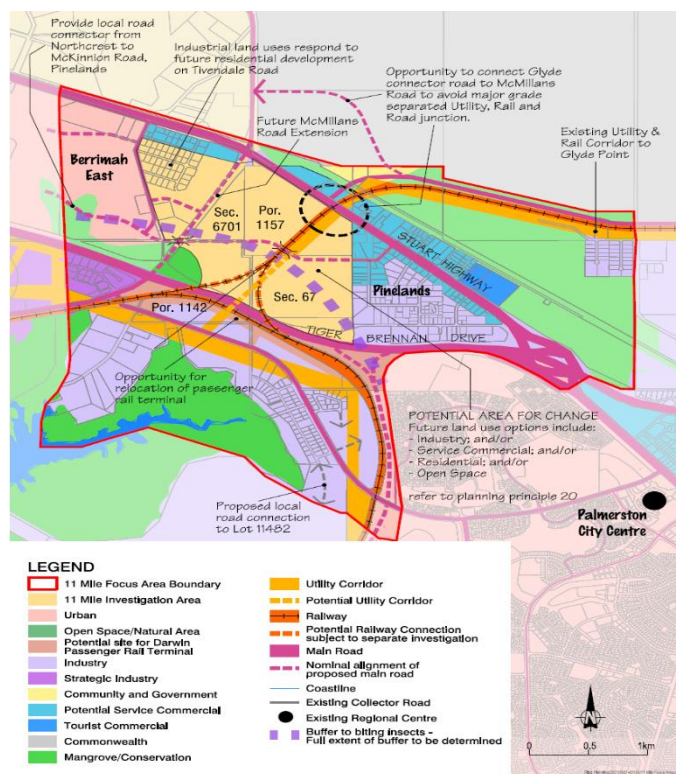 Provide local road
connector from
Northcrest to
McKinnon Road,
Pinelands
Industrial land uses respond to
future residential development
on Tivendale Road
Future McMillans
Road Extension
Opportunity to connect Glyde
connector road to McMillans
Road to avoid major grade
separated Utility, Rail and
Road junction.
Existing Utility &
Rail Corridor to
Glyde Point
Berrimah
East
Sec.
6701
Por.
1157
STUART HIGHWAY
Pinelands
Sec. 67
Por. 1142
TIGER BRENNAN DRIVE
Opportunity for
relocation of passenger
rail terminal
POTENTIAL AREA FOR CHANGE
Future land use options include:
- Industry; and/or
- Service Commercial; and/or
- Residential; and/or
- Open Space
refer to planning principle 20
Proposed local
road connection
to Lot 11482
Palmerston
City Centre
LEGEND
11 Mile Focus Area Boundary
11 Mile Investigation Area
Urban
Open Space/Natural Area
Potential site for Darwin
Passenger Rail Terminal
Industry
Strategic Industry
Community and Government
Potential Service Commercial
Tourist Commercial
Commonwealth
Mangrove/Conservation
Utility Corridor
Potential Utility Corridor
Railway
Potential Railway Connection
subject to separate investigation
Main Road
Nominal alignment of
proposed main road
Coastline
Existing Collector Road
Existing Regional Centre
Buffer to biting insects -
Full extent of buffer to be determined
N
0 0.5 1km